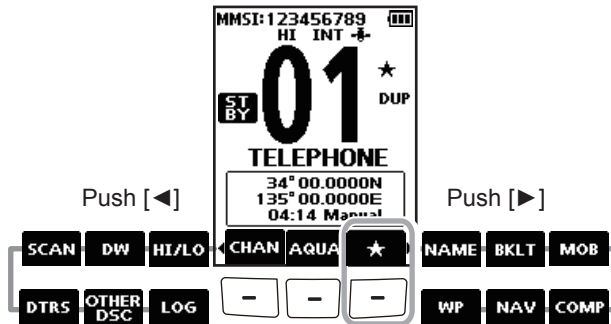 MMSI:123456789
HI INT
01
★
ST BY
DUP
TELEPHONE
34°00.0000N
135°00.0000E
04:14 Manual
Push [◄]
Push [►]
SCAN DW HI/LO CHAN AQUA ★ NAME BKLT MOB
DTRS OTHER DSC LOG - - - WP NAV COMP